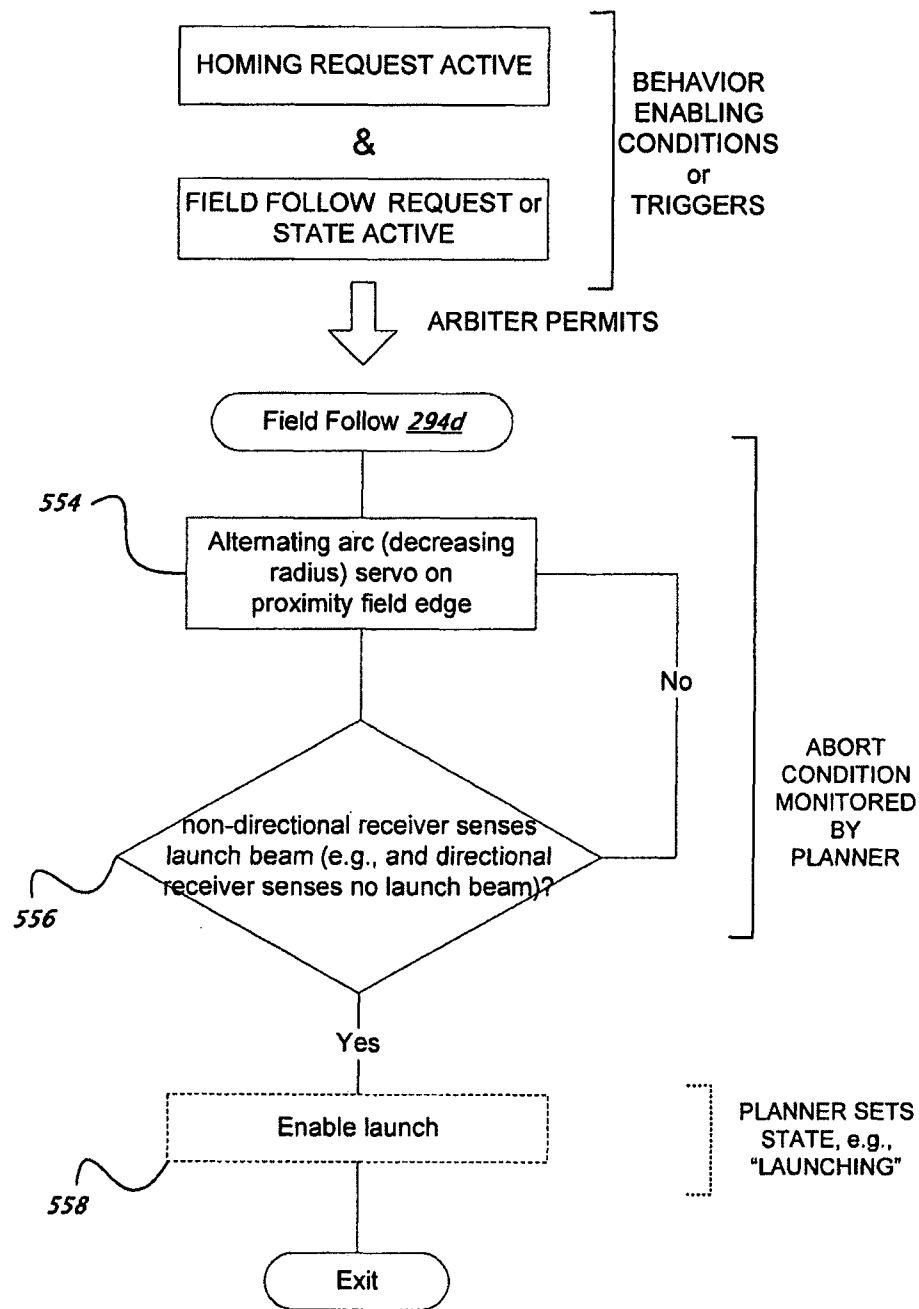 HOMING REQUEST ACTIVE
&
FIELD FOLLOW REQUEST or
STATE ACTIVE
BEHAVIOR
ENABLING
CONDITIONS
or
TRIGGERS
ARBITER PERMITS
Field Follow 294d
554
Alternating arc (decreasing
radius) servo on
proximity field edge
No
non-directional receiver senses
launch beam (e.g., and directional
receiver senses no launch beam)?
556
ABORT
CONDITION
MONITORED
BY
PLANNER
Yes
Enable launch
558
PLANNER SETS
STATE, e.g.,
"LAUNCHING"
Exit